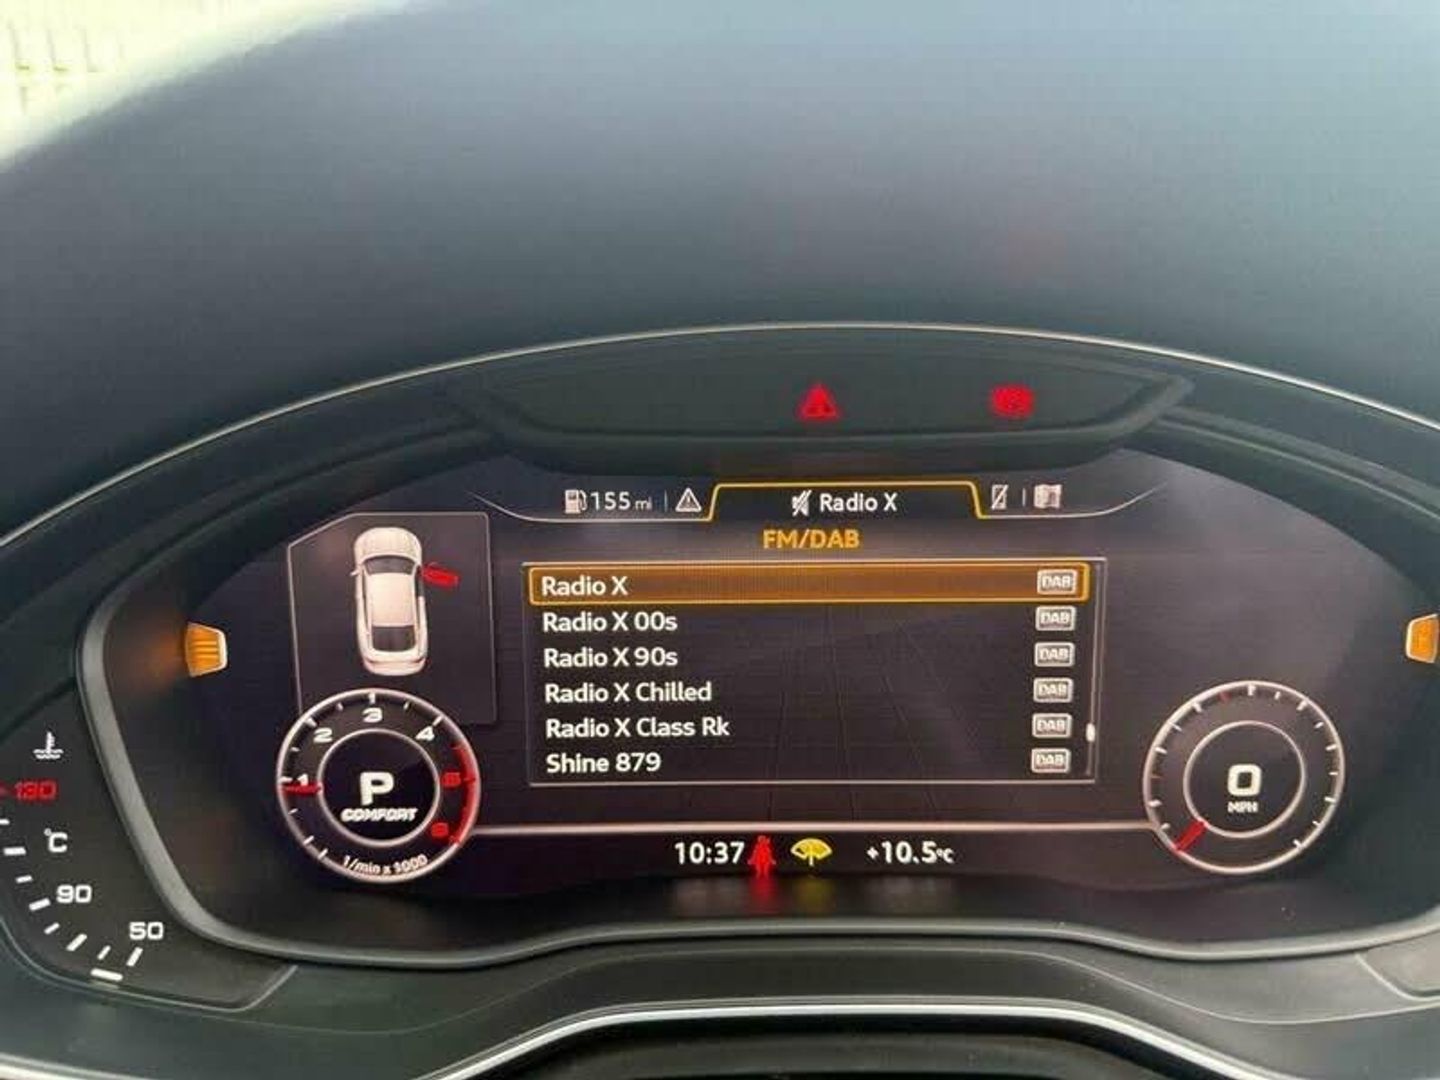 155 mi
Radio X
FM/DAB
Radio X DAB
Radio X 00s DAB
Radio X 90s DAB
Radio X Chilled DAB
Radio X Class Rk DAB
Shine 879 DAB
1
2
3
4
5
6
1
P
COMFORT
1/min x 1000
0
MPH
130
°C
90
50
10:37
+10.5°C